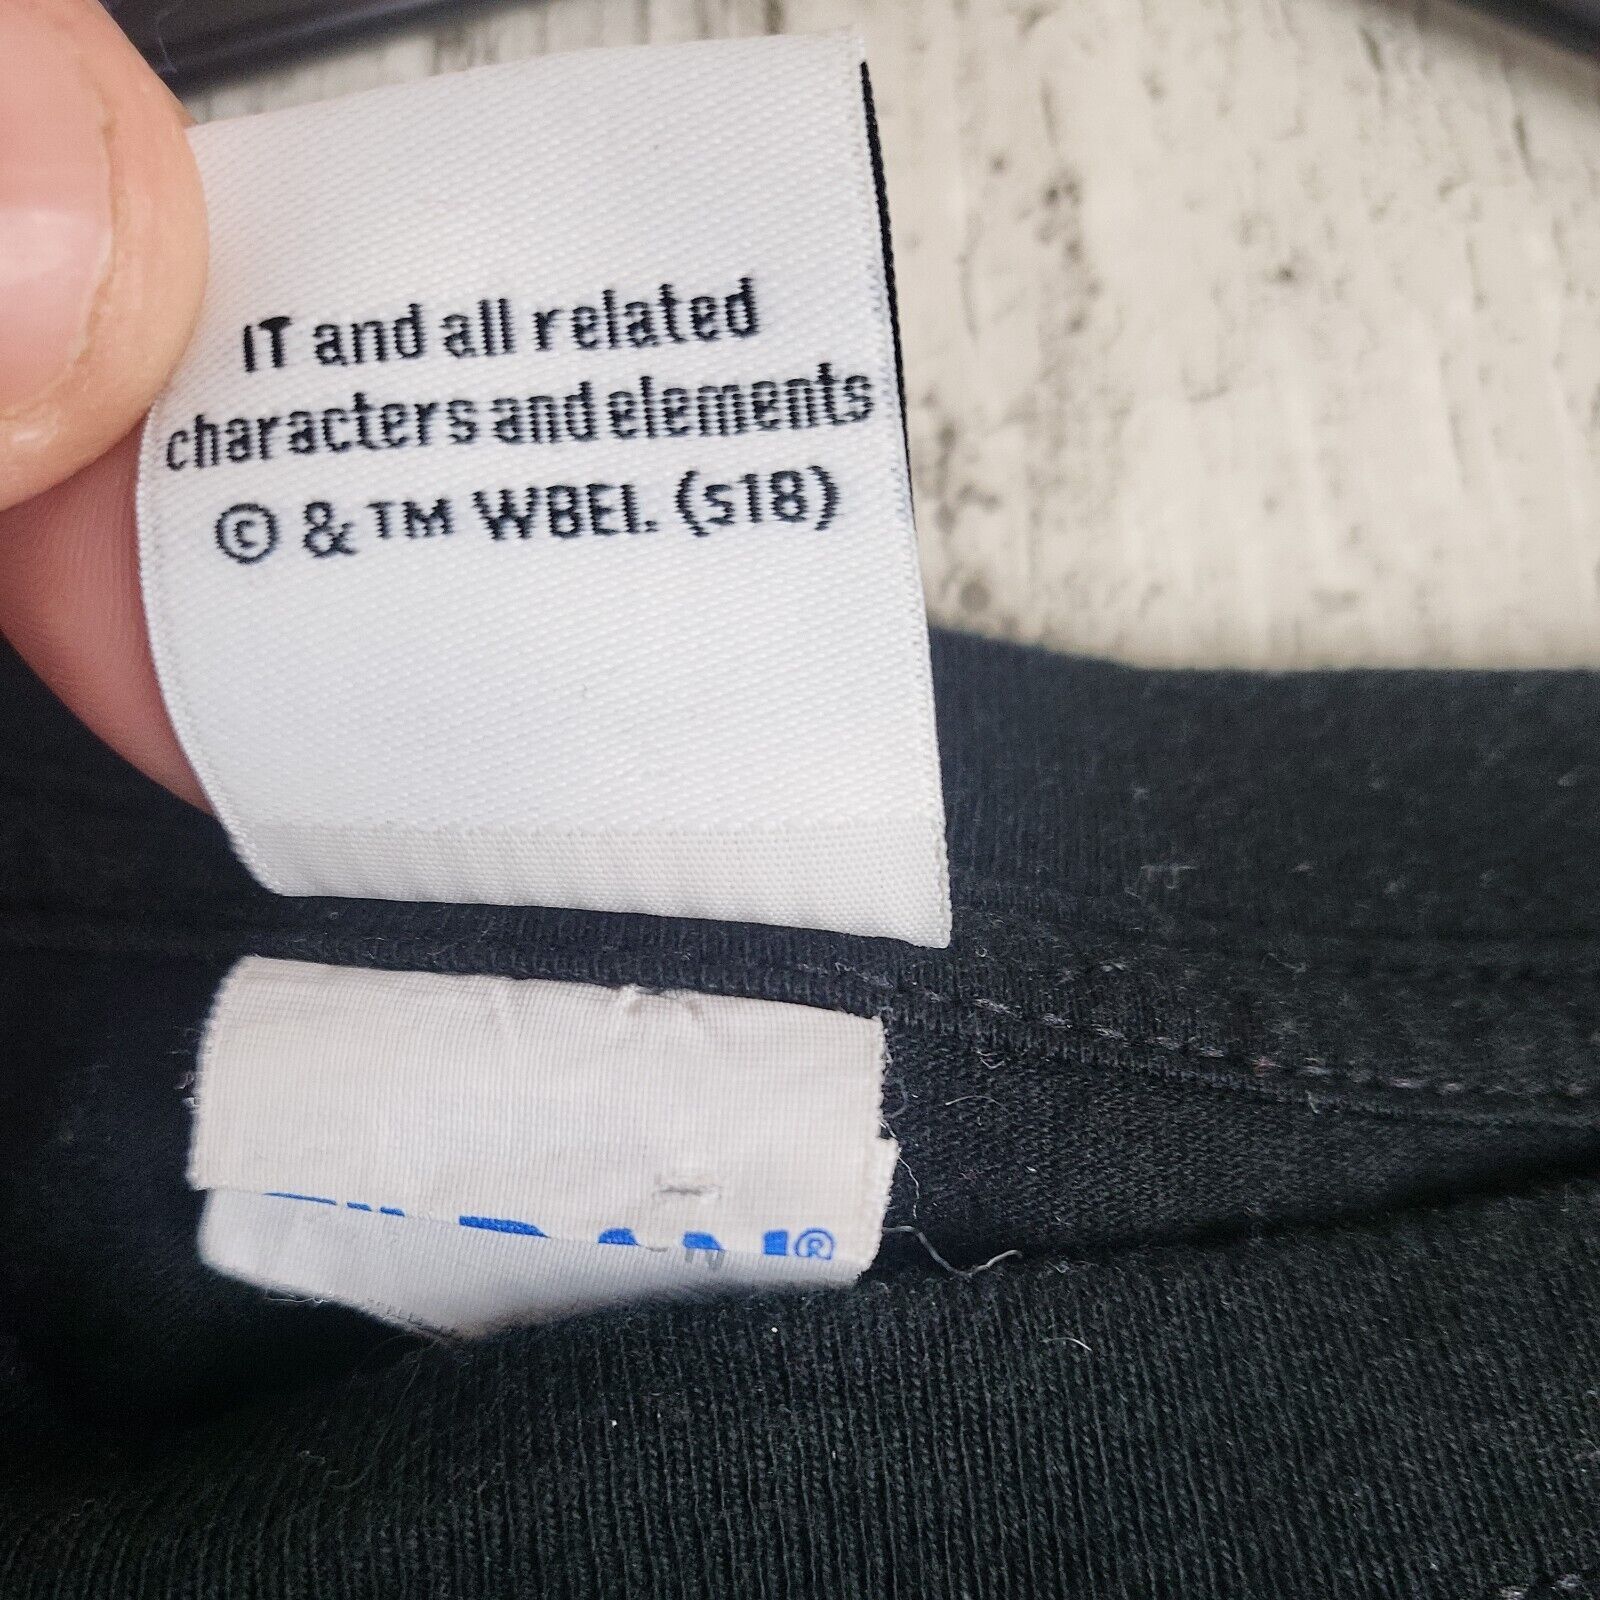 IT and all related
characters and elements
© & TM WBEI. (s18)
®